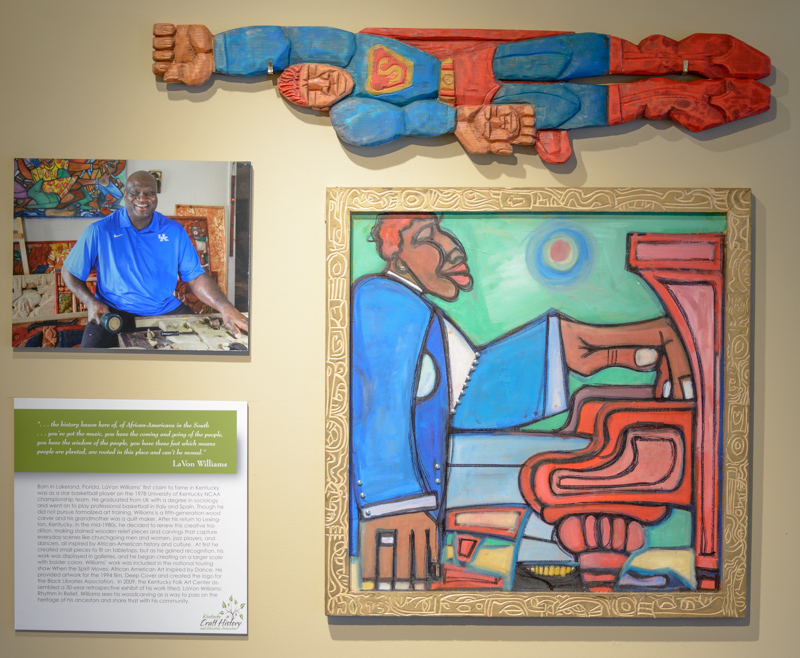 S
UK
". . . the history lesson here of, of African-Americans in the South
. . . you've got the music, you have the coming and going of the people,
you have the wisdom of the people, you have these feet which means
people are planted, are rooted in this place and can't be moved."
LaVon Williams
Born in Lakeland, Florida, LaVon Williams' first claim to fame in Kentucky
was as a star basketball player on the 1978 University of Kentucky NCAA
championship team. He graduated from UK with a degree in sociology
and went on to play professional basketball in Italy and Spain. Though he
did not pursue formalized art training, Williams is a fifth-generation wood
carver and his grandmother was a quilt maker. After his return to Lexing-
ton, Kentucky, in the mid-1980s, he decided to renew this creative tra-
dition, making stained wooden relief pieces and carvings that capture
everyday scenes like churchgoing men and women, jazz players, and
dancers, all inspired by African-American history and culture. At first he
created small pieces to fit on tabletops, but as he gained recognition, his
work was displayed in galleries, and he began creating on a larger scale
with bolder colors. Williams' work was included in the national touring
show When the Spirit Moves: African American Art Inspired by Dance. He
provided artwork for the 1994 film, Deep Cover and created the logo for
the Black Libraries Association. In 2009, the Kentucky Folk Art Center as-
sembled a 30-year retrospective exhibit of his work titled, LaVon Williams:
Rhythm in Relief. Williams sees his woodcarving as a way to pass on the
heritage of his ancestors and share that with his community.
Kentucky
Craft History
and Education Association